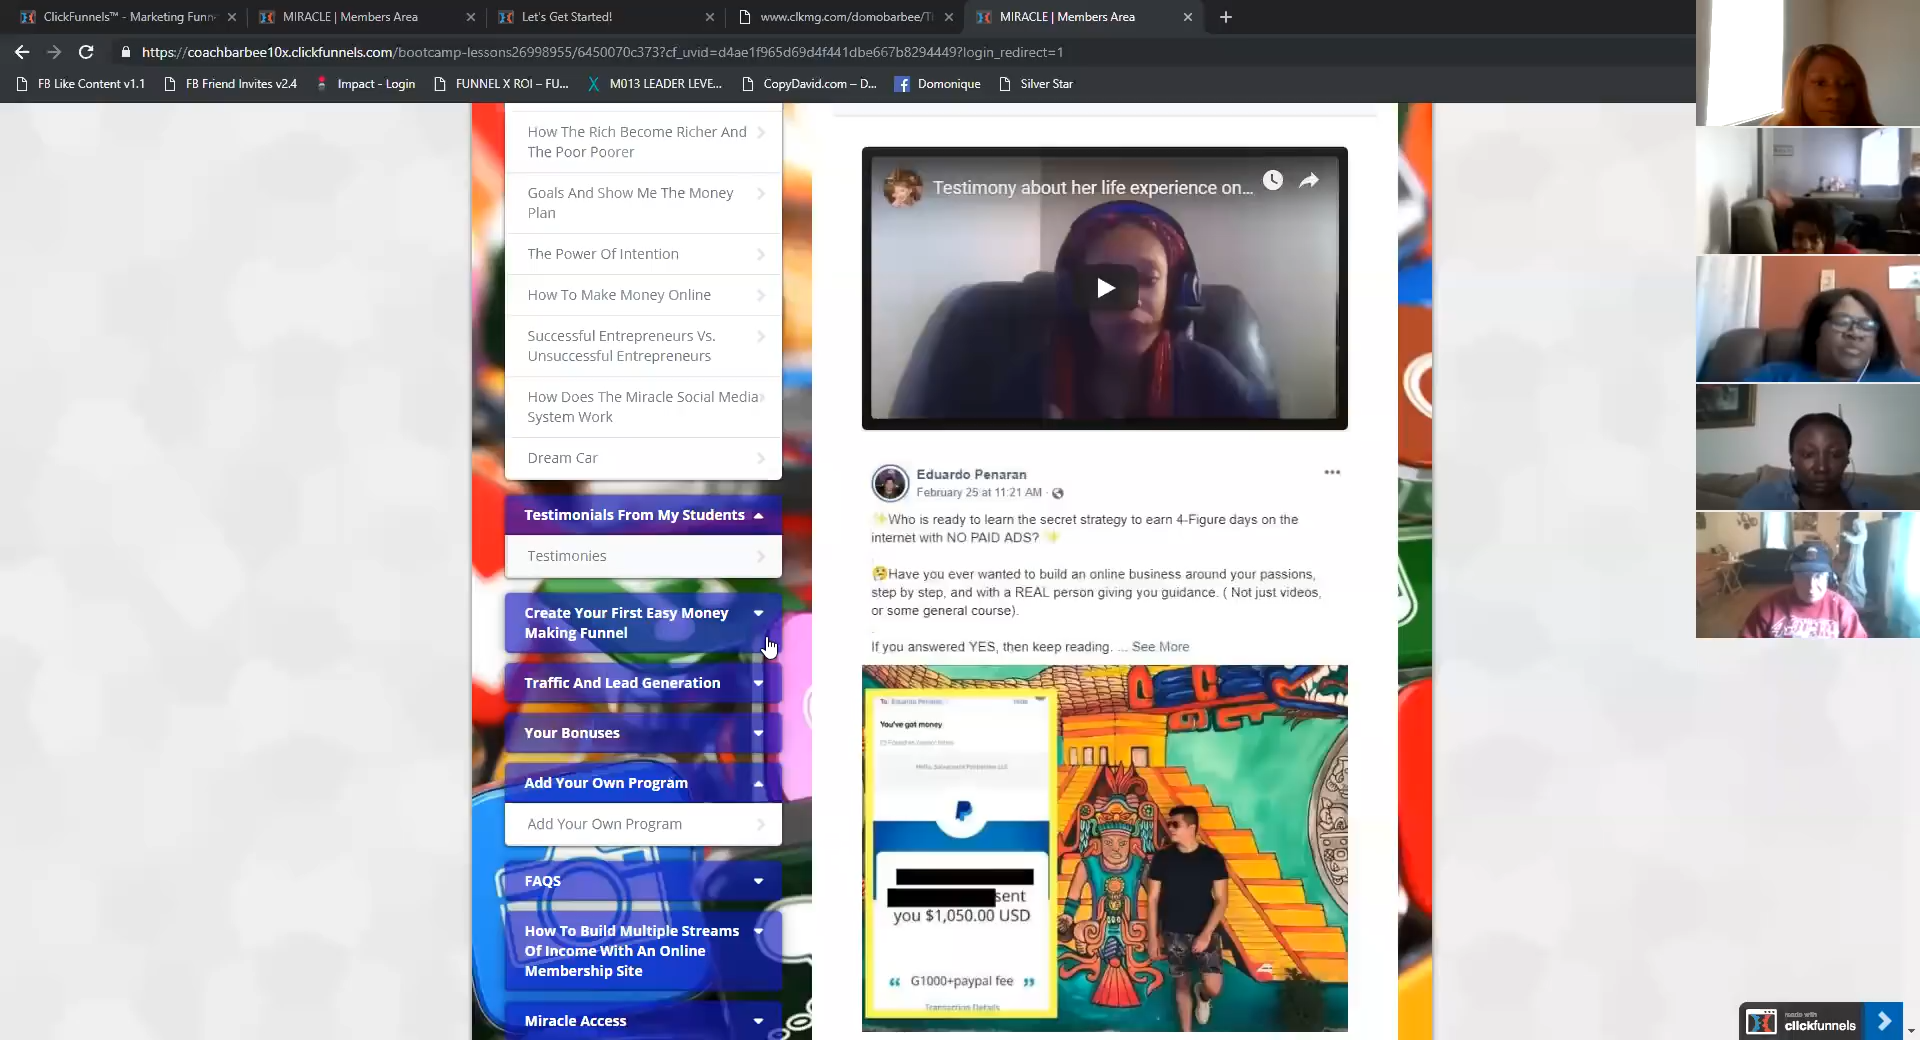 ClickFunnels™ - Marketing Funn
MIRACLE | Members Area
Let's Get Started!
www.clkmg.com/domobarbee/Ti
MIRACLE | Members Area
https://coachbarbee10x.clickfunnels.com/bootcamp-lessons26998955/6450070c373?cf_uvid=d4ae1f965d69d4f441dbe667b8294449?login_redirect=1
FB Like Content v1.1
FB Friend Invites v2.4
Impact - Login
FUNNEL X ROI – FU...
M013 LEADER LEVE...
CopyDavid.com – D...
Domonique
Silver Star
How The Rich Become Richer And
The Poor Poorer
Goals And Show Me The Money
Plan
The Power Of Intention
How To Make Money Online
Successful Entrepreneurs Vs.
Unsuccessful Entrepreneurs
How Does The Miracle Social Media
System Work
Dream Car
Testimonials From My Students
Testimonies
Create Your First Easy Money
Making Funnel
Traffic And Lead Generation
Your Bonuses
Add Your Own Program
Add Your Own Program
FAQS
How To Build Multiple Streams
Of Income With An Online
Membership Site
Miracle Access
Testimony about her life experience on...
Eduardo Penaran
February 25 at 11:21 AM ·
✨Who is ready to learn the secret strategy to earn 4-Figure days on the
internet with NO PAID ADS? ✨
.
🤔Have you ever wanted to build an online business around your passions,
step by step, and with a REAL person giving you guidance. ( Not just videos,
or some general course).
.
If you answered YES, then keep reading. ... See More
To: Eduardo Penaran
You've got money
sent
you $1,050.00 USD
“ G1000+paypal fee ”
Transaction Details
made with
clickfunnels